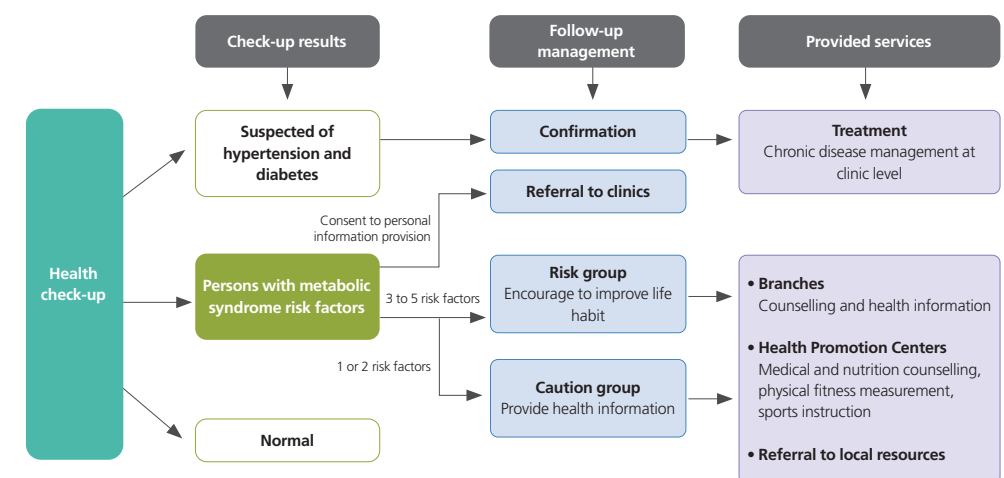 Check-up results
Follow-up
management
Provided services
Health
check-up
Suspected of
hypertension and
diabetes
Confirmation
Treatment
Chronic disease management at
clinic level
Referral to clinics
Consent to personal
information provision
Persons with metabolic
syndrome risk factors
3 to 5 risk factors
Risk group
Encourage to improve life
habit
1 or 2 risk factors
Caution group
Provide health information
• Branches
Counselling and health information
• Health Promotion Centers
Medical and nutrition counselling,
physical fitness measurement,
sports instruction
• Referral to local resources
Normal